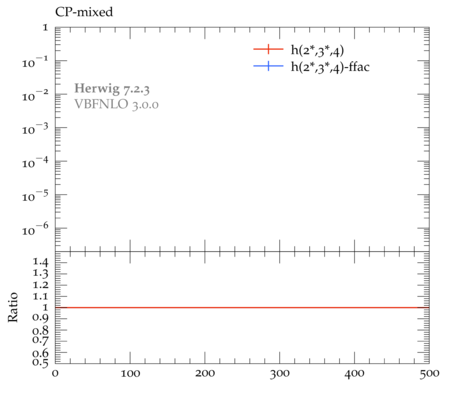 CP-mixed
1
10−1
10−2
10−3
10−4
10−5
10−6
h(2*,3*,4)
h(2*,3*,4)-ffac
Herwig 7.2.3
VBFNLO 3.0.0
1.4
1.3
1.2
1.1
1
0.9
0.8
0.7
0.6
0.5
Ratio
0 100 200 300 400 500